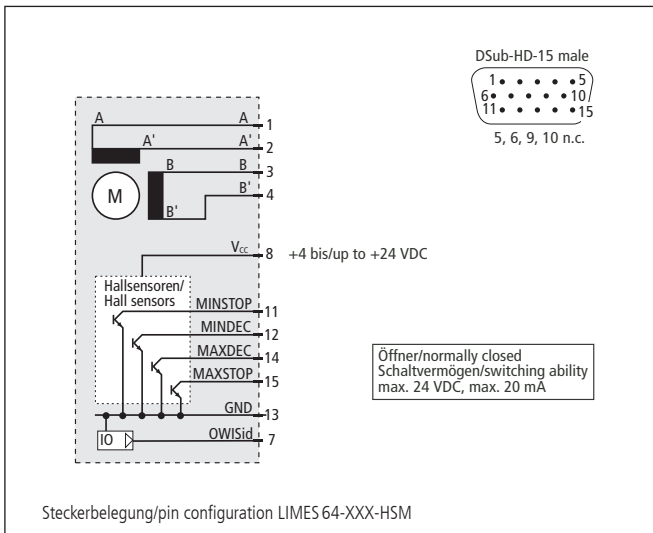 DSub-HD-15 male
1 5
6 10
11 15
5, 6, 9, 10 n.c.
A A 1
A' A' 2
B B 3
M
B' B' 4
Vcc 8 +4 bis/up to +24 VDC
Hallsensoren/
Hall sensors
MINSTOP 11
MINDEC 12
MAXDEC 14
MAXSTOP 15
Öffner/normally closed
Schaltvermögen/switching ability
max. 24 VDC, max. 20 mA
GND 13
IO OWISid 7
Steckerbelegung/pin configuration LIMES 64-XXX-HSM